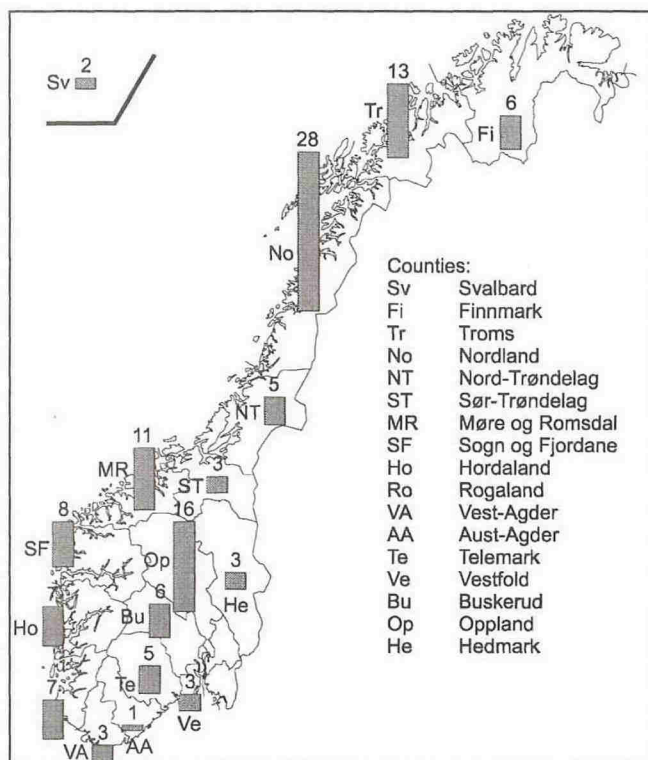 2
Sv
13
Tr
6
Fi
28
No
Counties:
Sv Svalbard
Fi Finnmark
Tr Troms
No Nordland
NT Nord-Trøndelag
ST Sør-Trøndelag
MR Møre og Romsdal
SF Sogn og Fjordane
Ho Hordaland
Ro Rogaland
VA Vest-Agder
AA Aust-Agder
Te Telemark
Ve Vestfold
Bu Buskerud
Op Oppland
He Hedmark
5
NT
11
MR
3
ST
8
SF
16
Op
3
He
Ho
6
Bu
5
Te
3
Ve
7
1
AA
3
VA